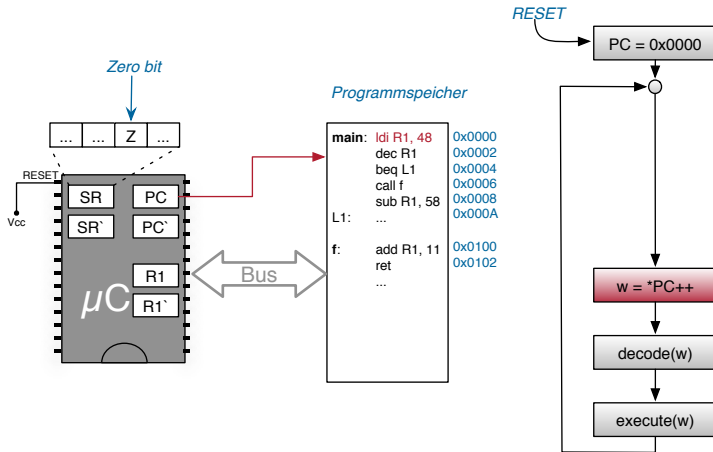 RESET
PC = 0x0000
Zero bit
Programmspeicher
... ... Z ...
main: ldi R1, 48 0x0000
dec R1 0x0002
beq L1 0x0004
call f 0x0006
sub R1, 58 0x0008
L1: ... 0x000A
f: add R1, 11 0x0100
ret 0x0102
...
RESET
Vcc
SR PC
SR` PC`
R1
R1`
µC
Bus
w = *PC++
decode(w)
execute(w)